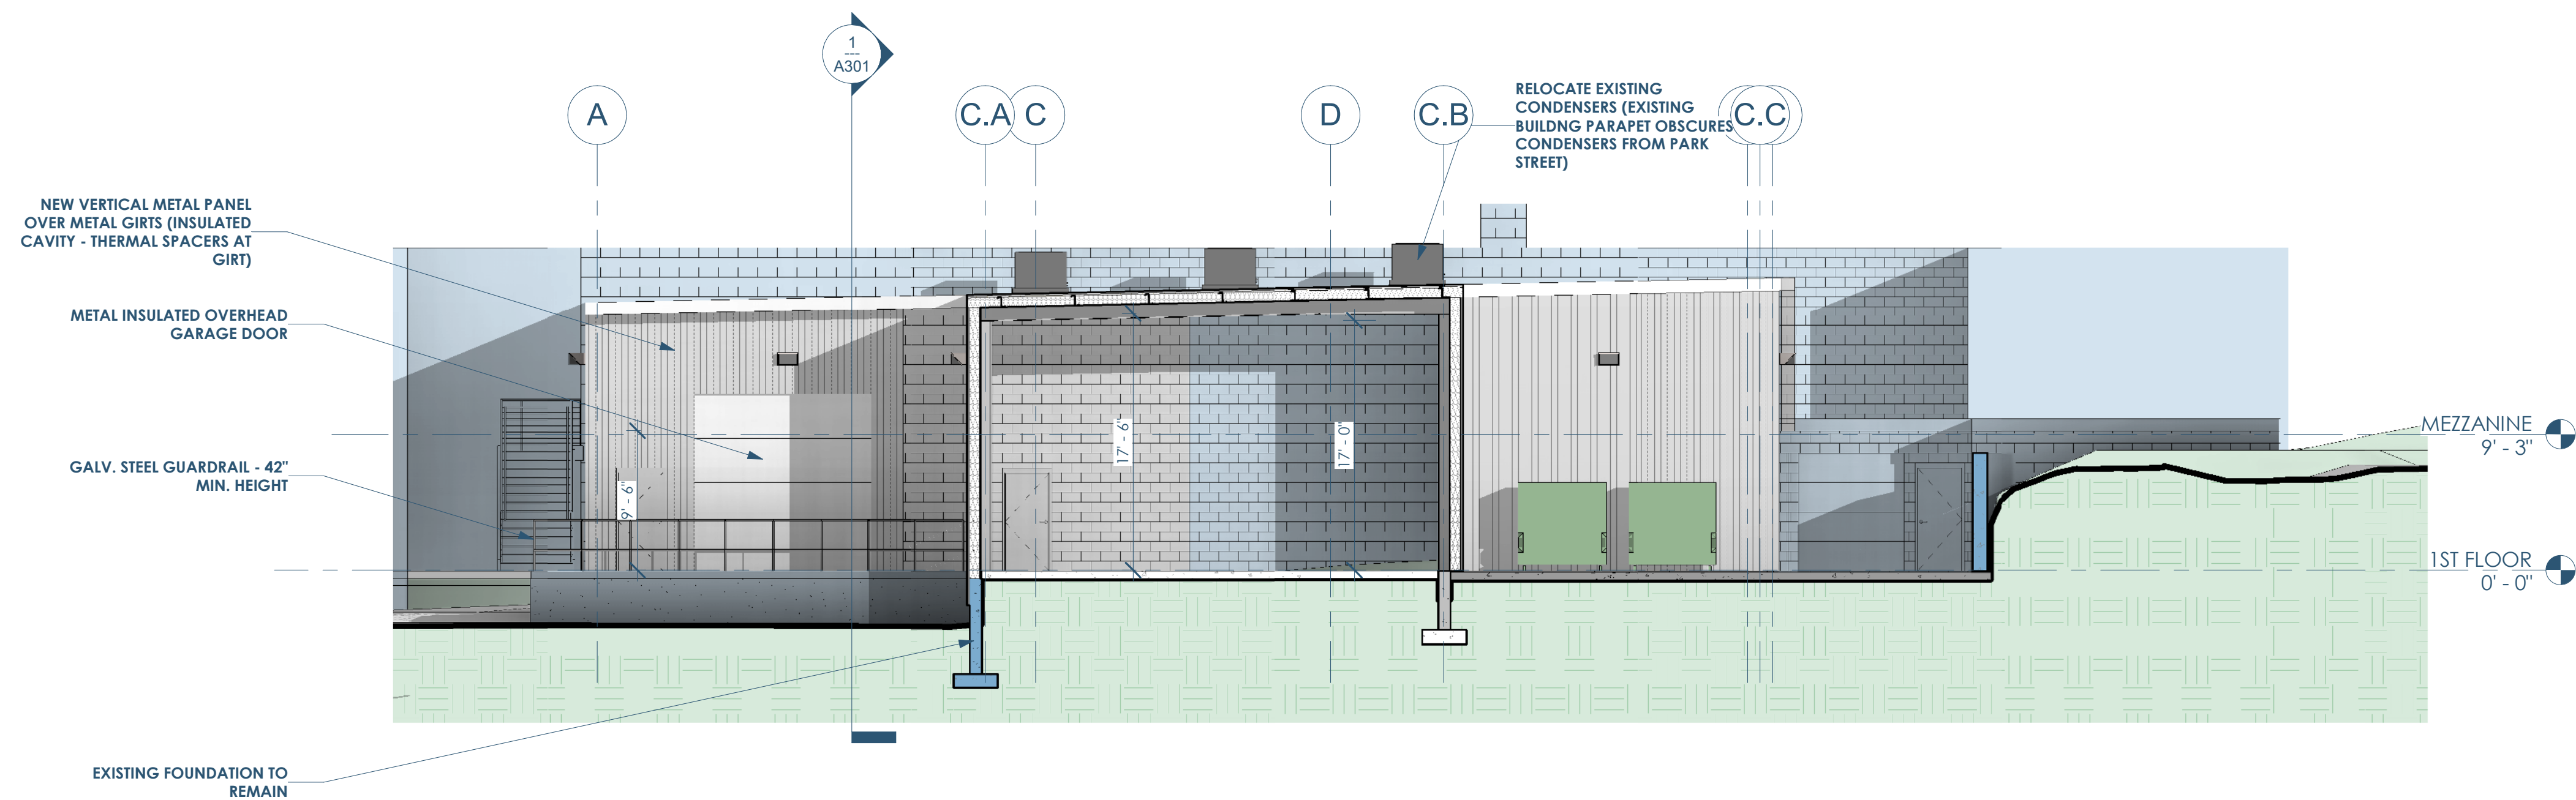 1
---
A301
A
C.A
C
D
C.B
C.C
RELOCATE EXISTING
CONDENSERS (EXISTING
BUILDNG PARAPET OBSCURES
CONDENSERS FROM PARK
STREET)
NEW VERTICAL METAL PANEL
OVER METAL GIRTS (INSULATED
CAVITY - THERMAL SPACERS AT
GIRT)
METAL INSULATED OVERHEAD
GARAGE DOOR
GALV. STEEL GUARDRAIL - 42"
MIN. HEIGHT
9' - 6"
17' - 6"
17' - 0"
MEZZANINE
9' - 3"
1ST FLOOR
0' - 0"
EXISTING FOUNDATION TO
REMAIN